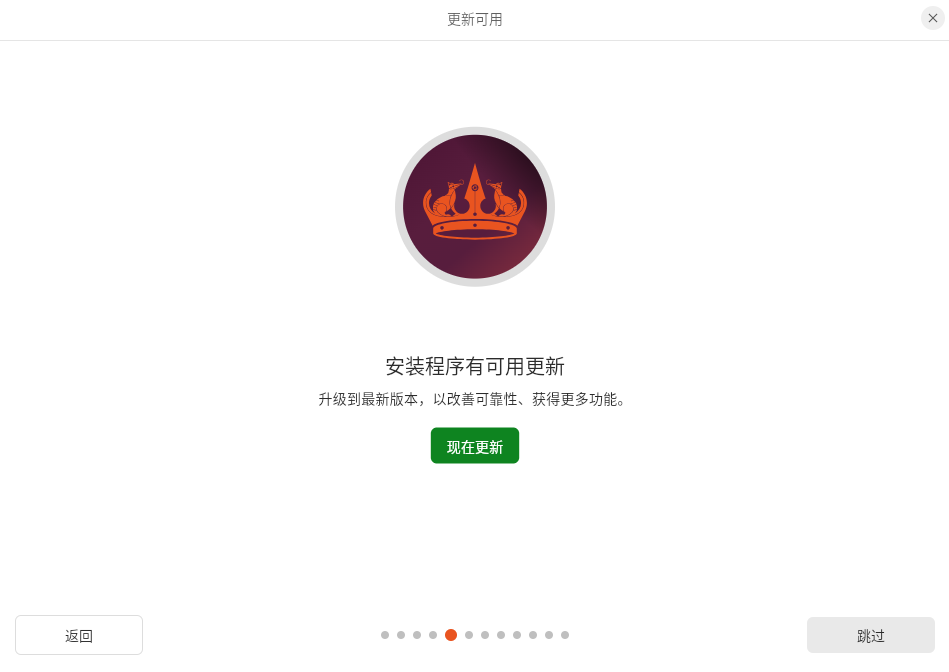 更新可用
安装程序有可用更新
升级到最新版本，以改善可靠性、获得更多功能。
现在更新
返回
跳过